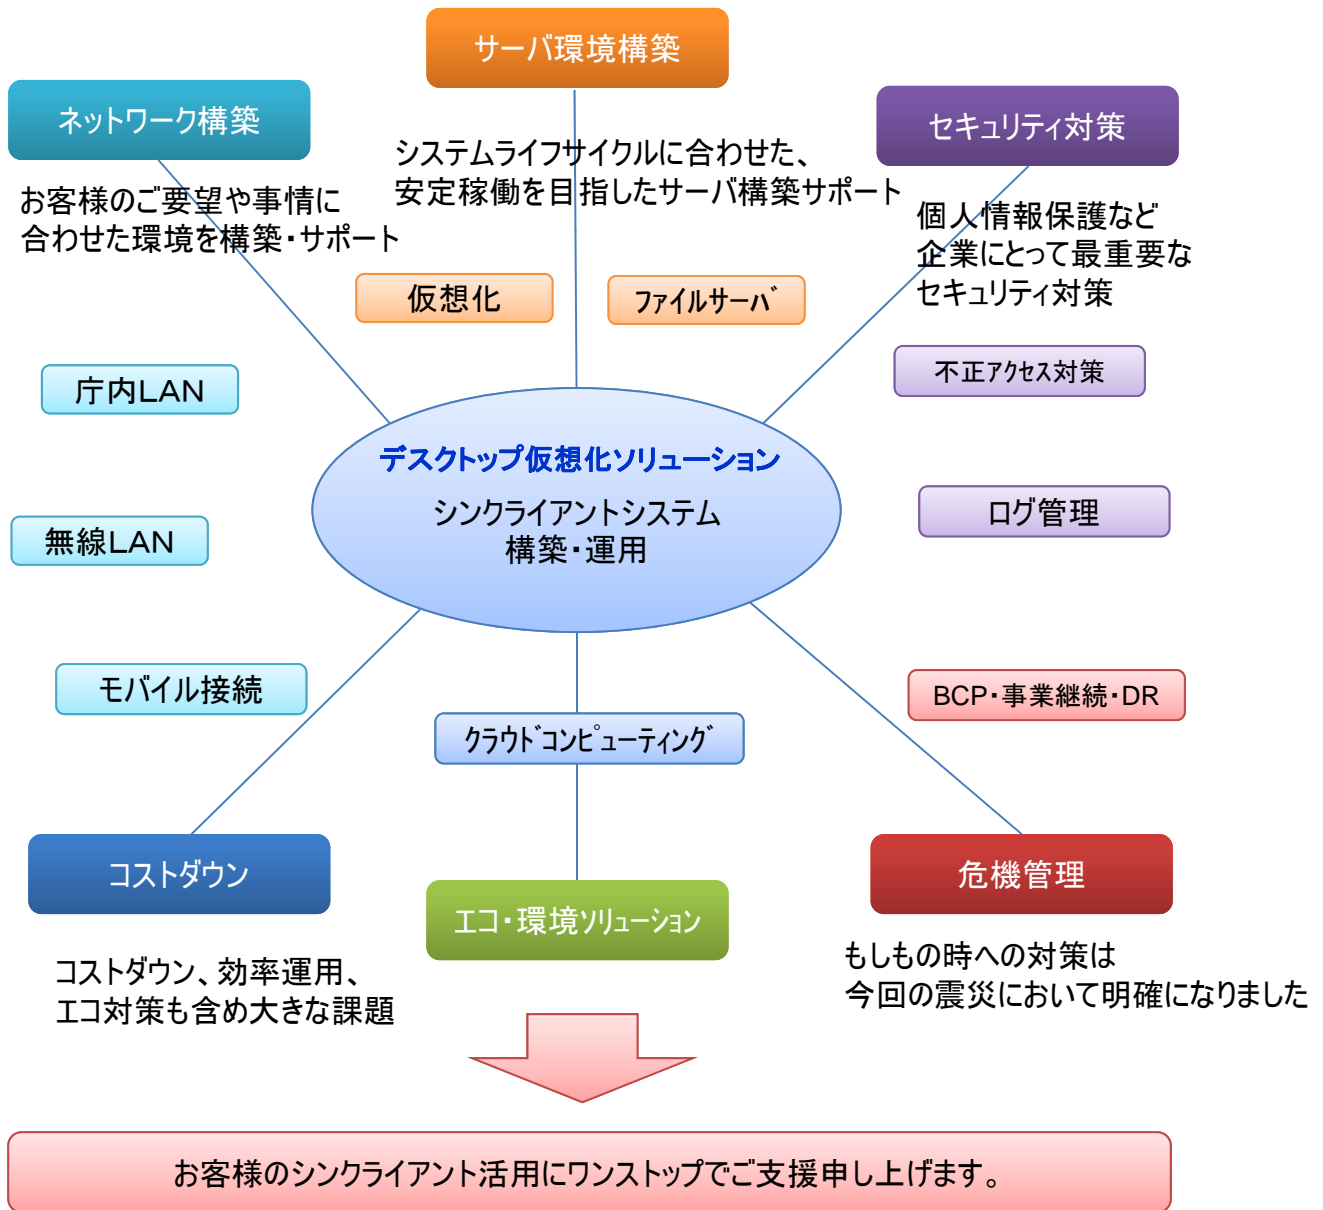 サーバ環境構築
ネットワーク構築
セキュリティ対策
システムライフサイクルに合わせた、
安定稼働を目指したサーバ構築サポート
お客様のご要望や事情に
合わせた環境を構築・サポート
個人情報保護など
企業にとって最重要な
セキュリティ対策
仮想化
ファイルサーバ
庁内LAN
不正アクセス対策
デスクトップ仮想化ソリューション
シンクライアントシステム
構築・運用
無線LAN
ログ管理
モバイル接続
BCP・事業継続・DR
クラウドコンピューティング
コストダウン
エコ・環境ソリューション
危機管理
コストダウン、効率運用、
エコ対策も含め大きな課題
もしもの時への対策は
今回の震災において明確になりました
お客様のシンクライアント活用にワンストップでご支援申し上げます。